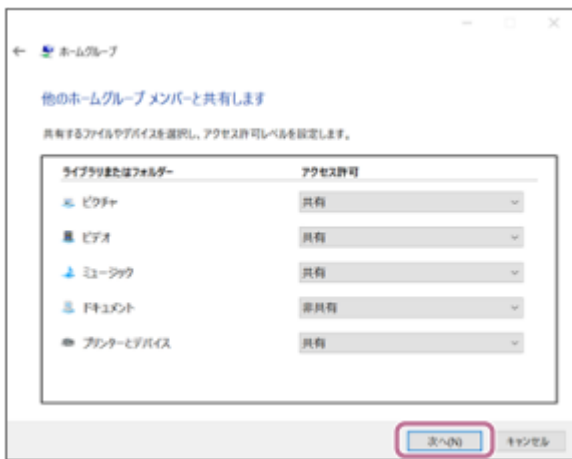 ホームグループ
他のホームグループ メンバーと共有します
共有するファイルやデバイスを選択し、アクセス許可レベルを設定します。
ライブラリまたはフォルダー アクセス許可
ピクチャ 共有
ビデオ 共有
ミュージック 共有
ドキュメント 非共有
プリンターとデバイス 共有
次へ(N) キャンセル